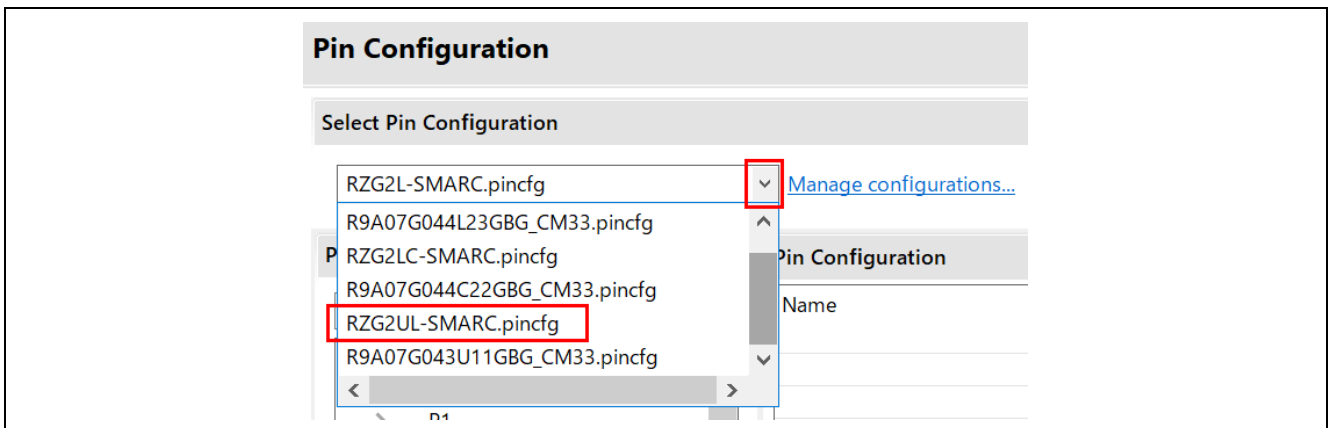 Pin Configuration
Select Pin Configuration
RZG2L-SMARC.pincfg
Manage configurations...
R9A07G044L23GBG_CM33.pincfg
RZG2LC-SMARC.pincfg
Pin Configuration
R9A07G044C22GBG_CM33.pincfg
Name
RZG2UL-SMARC.pincfg
R9A07G043U11GBG_CM33.pincfg